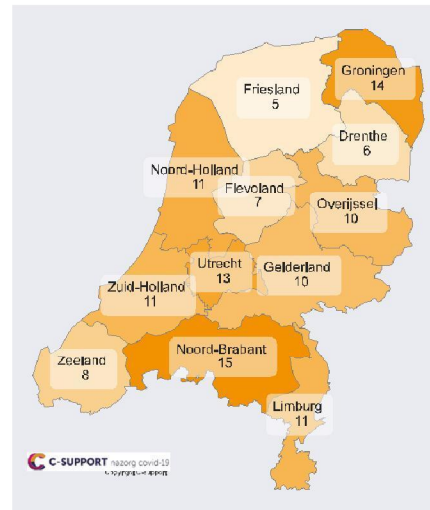 Groningen
14
Friesland
5
Drenthe
6
Noord-Holland
11
Flevoland
7
Overijssel
10
Utrecht
13
Gelderland
10
Zuid-Holland
11
Noord-Brabant
15
Zeeland
8
Limburg
11
C-SUPPORT nazorg covid-19